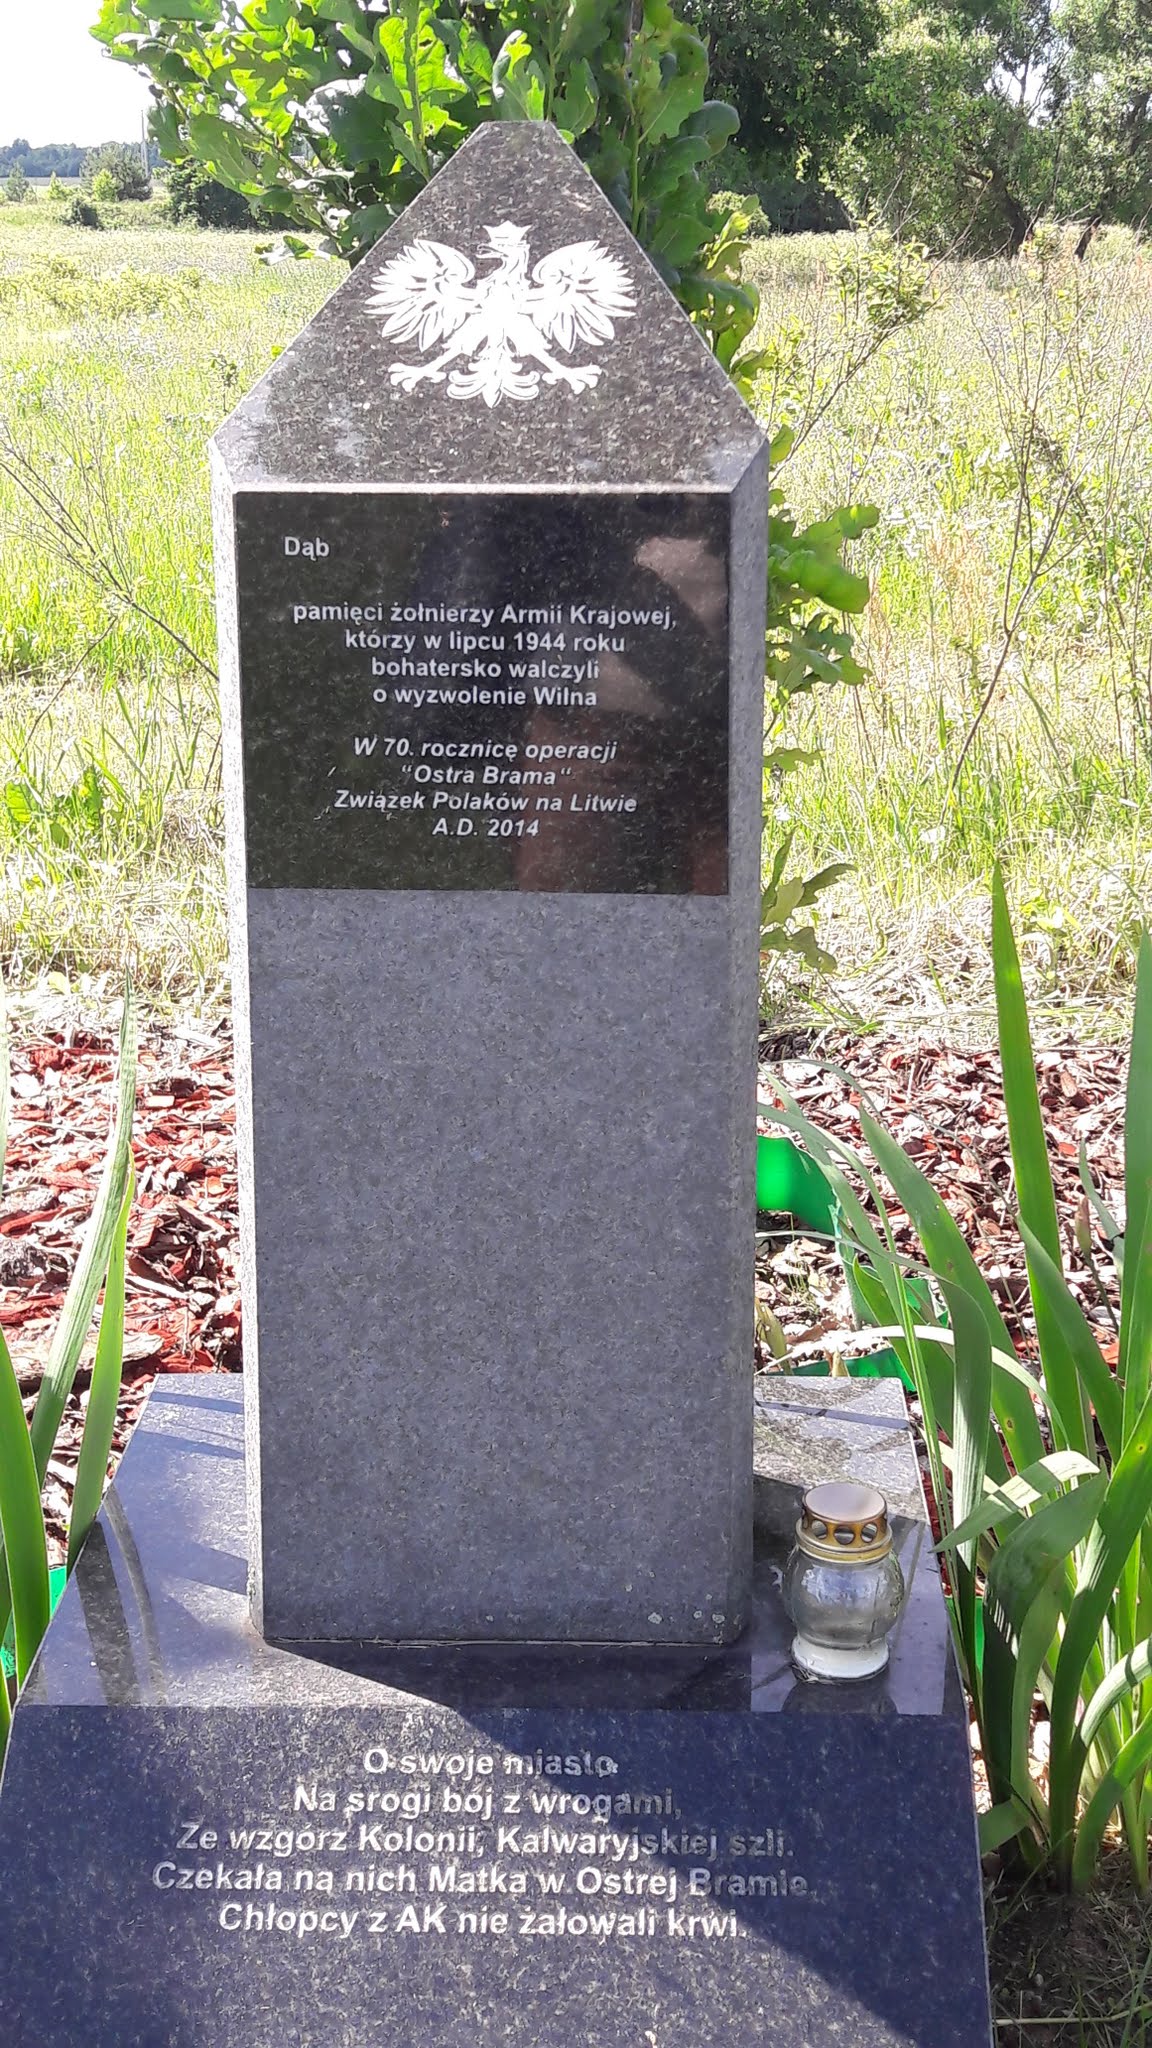 Dąb
pamięci żołnierzy Armii Krajowej,
którzy w lipcu 1944 roku
bohatersko walczyli
o wyzwolenie Wilna
W 70. rocznicę operacji
“Ostra Brama“
Związek Polaków na Litwie
A.D. 2014
O swoje miasto
Na srogi bój z wrogami,
Ze wzgórz Kolonii, Kalwaryjskiej szli.
Czekała na nich Matka w Ostrej Bramie
Chłopcy z AK nie żałowali krwi.